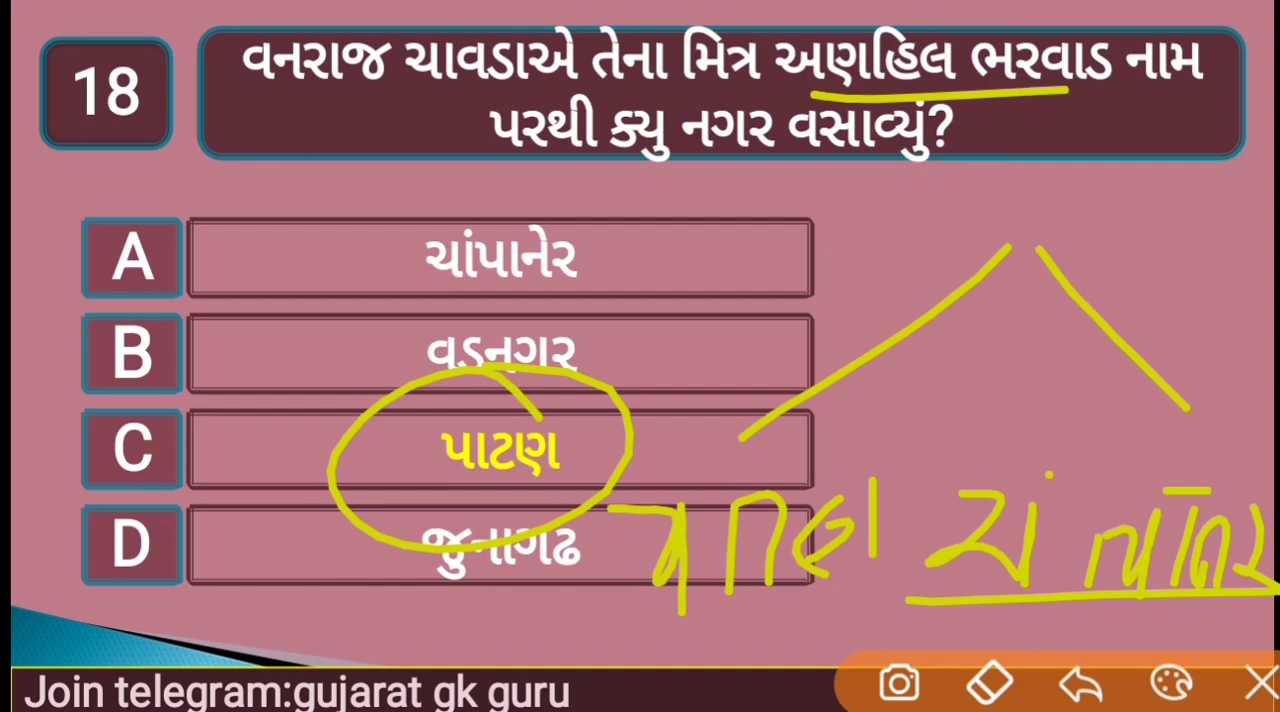 18
વનરાજ ચાવડાએ તેના મિત્ર અણહિલ ભરવાડ નામ
પરથી ક્યુ નગર વસાવ્યું?
A ચાંપાનેર
B વડનગર
C પાટણ
D જુનાગઢ
Join telegram:gujarat gk guru